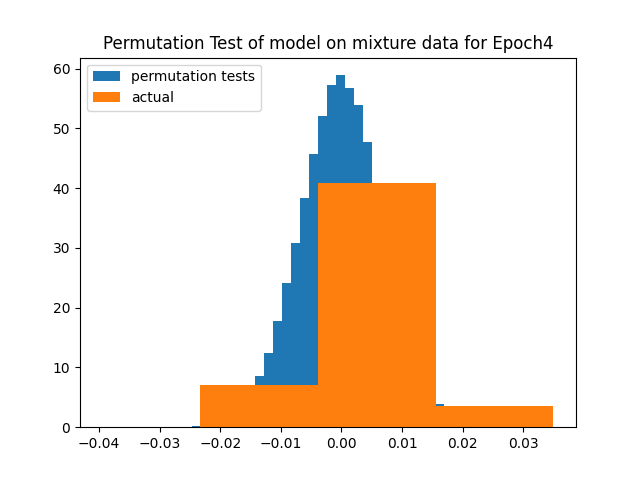 Permutation Test of model on mixture data for Epoch4
permutation tests
actual
60
50
40
30
20
10
0
−0.04 −0.03 −0.02 −0.01 0.00 0.01 0.02 0.03